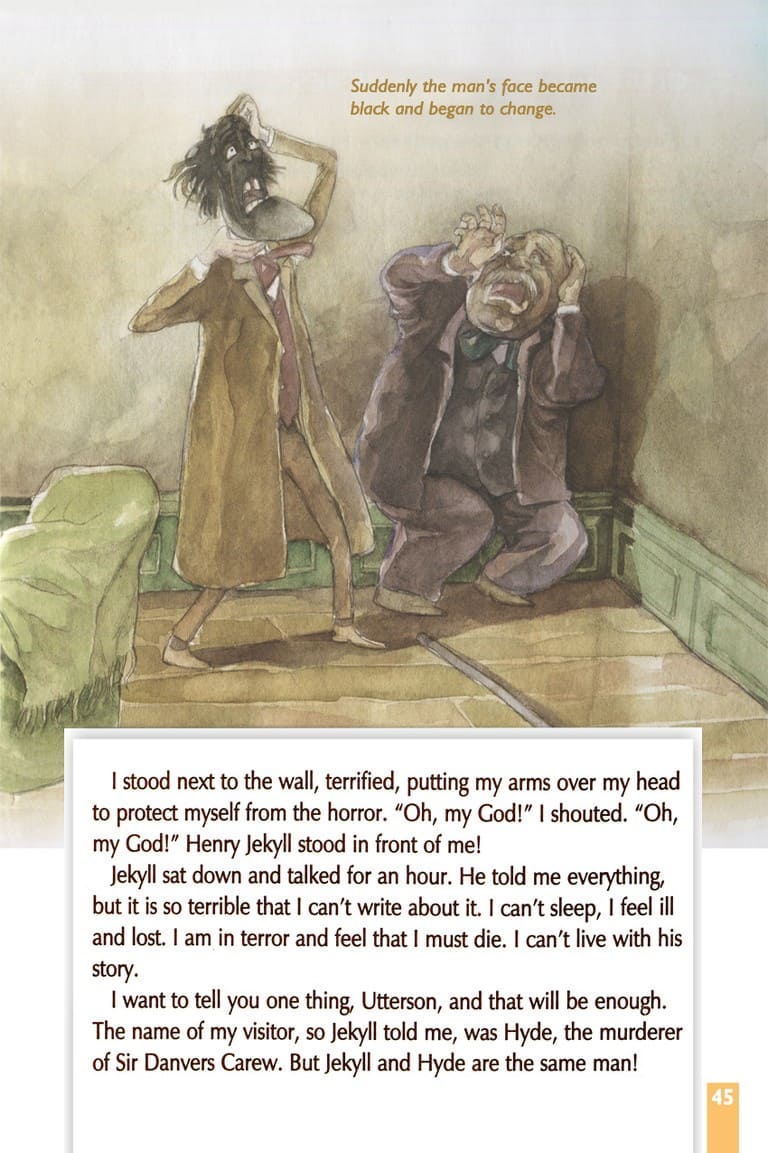 Suddenly the man's face became
black and began to change.
I stood next to the wall, terrified, putting my arms over my head
to protect myself from the horror. “Oh, my God!” I shouted. “Oh,
my God!” Henry Jekyll stood in front of me!
Jekyll sat down and talked for an hour. He told me everything,
but it is so terrible that I can’t write about it. I can’t sleep, I feel ill
and lost. I am in terror and feel that I must die. I can’t live with his
story.
I want to tell you one thing, Utterson, and that will be enough.
The name of my visitor, so Jekyll told me, was Hyde, the murderer
of Sir Danvers Carew. But Jekyll and Hyde are the same man!
45